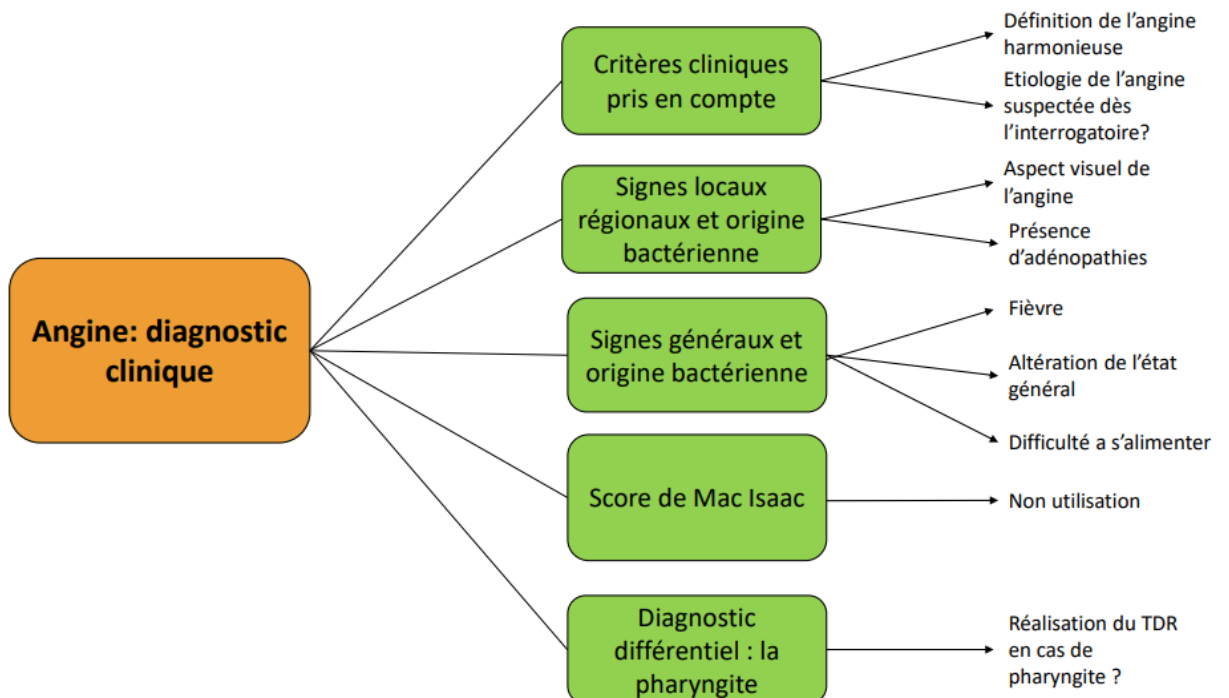 Définition de l'angine
harmonieuse
Critères cliniques
pris en compte
Etiologie de l'angine
suspectée dès
l'interrogatoire?
Aspect visuel de
l'angine
Signes locaux
régionaux et origine
bactérienne
Présence
d'adénopathies
Angine: diagnostic
clinique
Fièvre
Signes généraux et
origine bactérienne
Altération de l'état
général
Difficulté a s'alimenter
Score de Mac Isaac
Non utilisation
Diagnostic
différentiel : la
pharyngite
Réalisation du TDR
en cas de
pharyngite ?